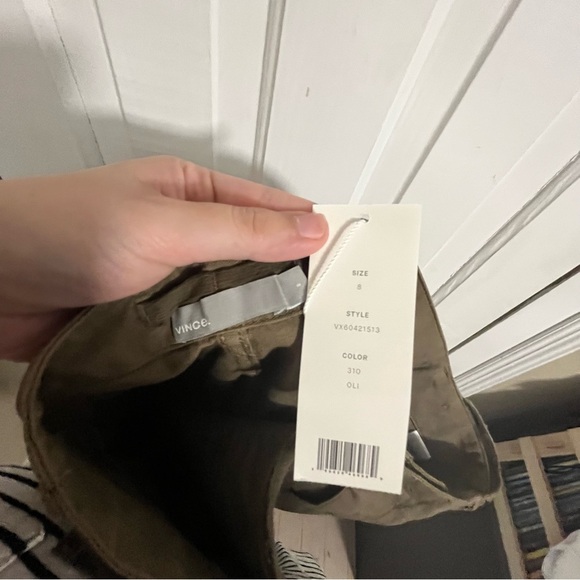 VINCE.
SIZE
8
STYLE
VX60421513
COLOR
310
OLI